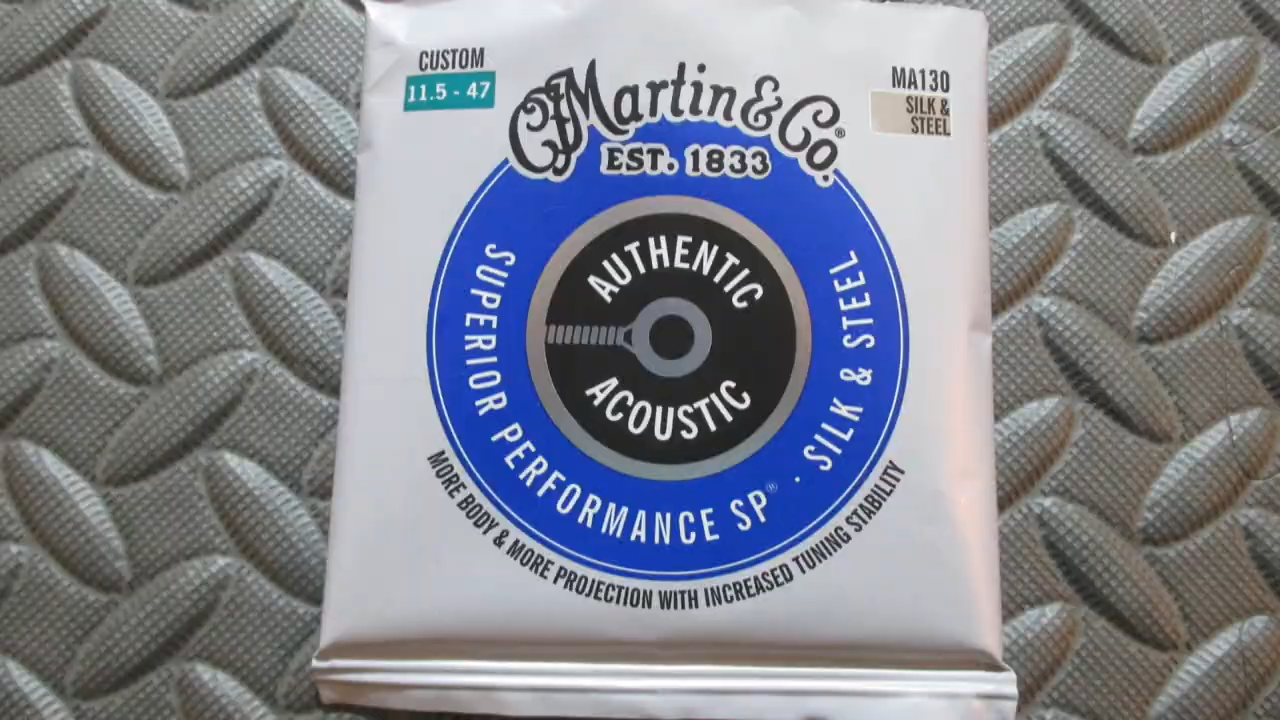 CUSTOM
11.5 - 47
Martin & Co.®
EST. 1833
MA130
SILK &
STEEL
AUTHENTIC
ACOUSTIC
SUPERIOR PERFORMANCE SP® · SILK & STEEL
MORE BODY & MORE PROJECTION WITH INCREASED TUNING STABILITY